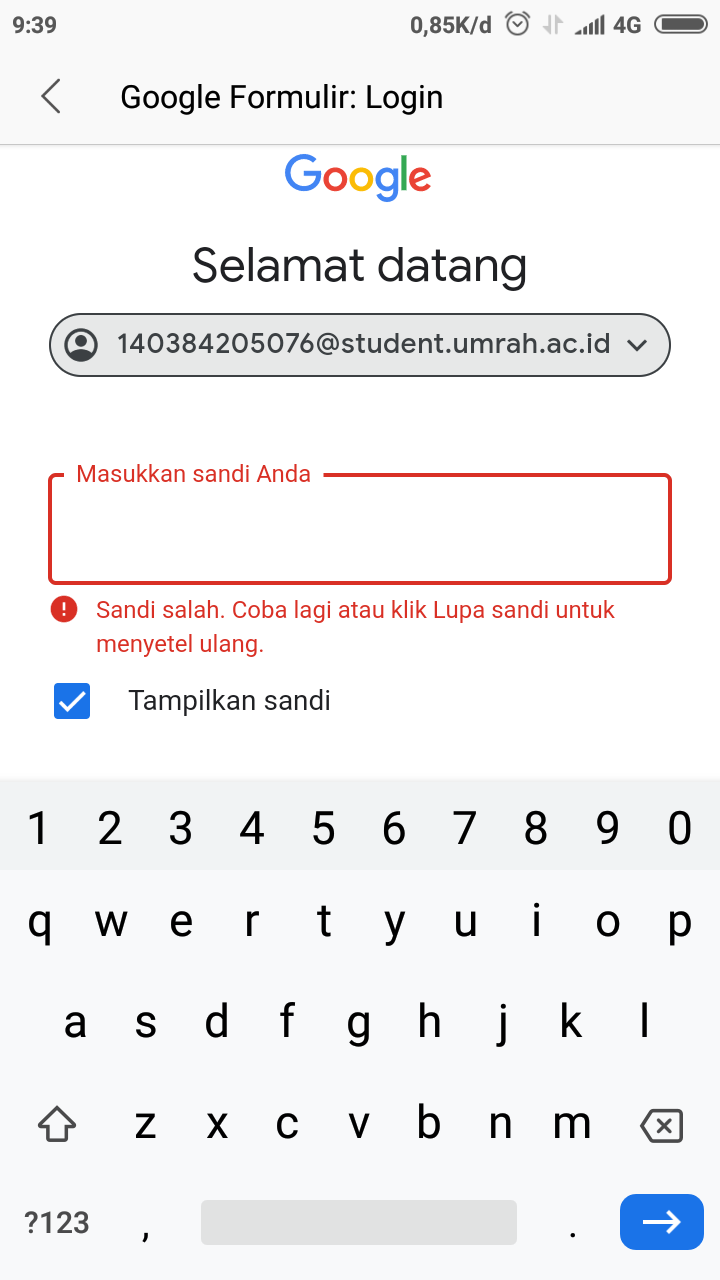 9:39 0,85K/d 4G
Google Formulir: Login
Google
Selamat datang
140384205076@student.umrah.ac.id
Masukkan sandi Anda
Sandi salah. Coba lagi atau klik Lupa sandi untuk
menyetel ulang.
Tampilkan sandi
1 2 3 4 5 6 7 8 9 0
q w e r t y u i o p
a s d f g h j k l
z x c v b n m
?123 , .